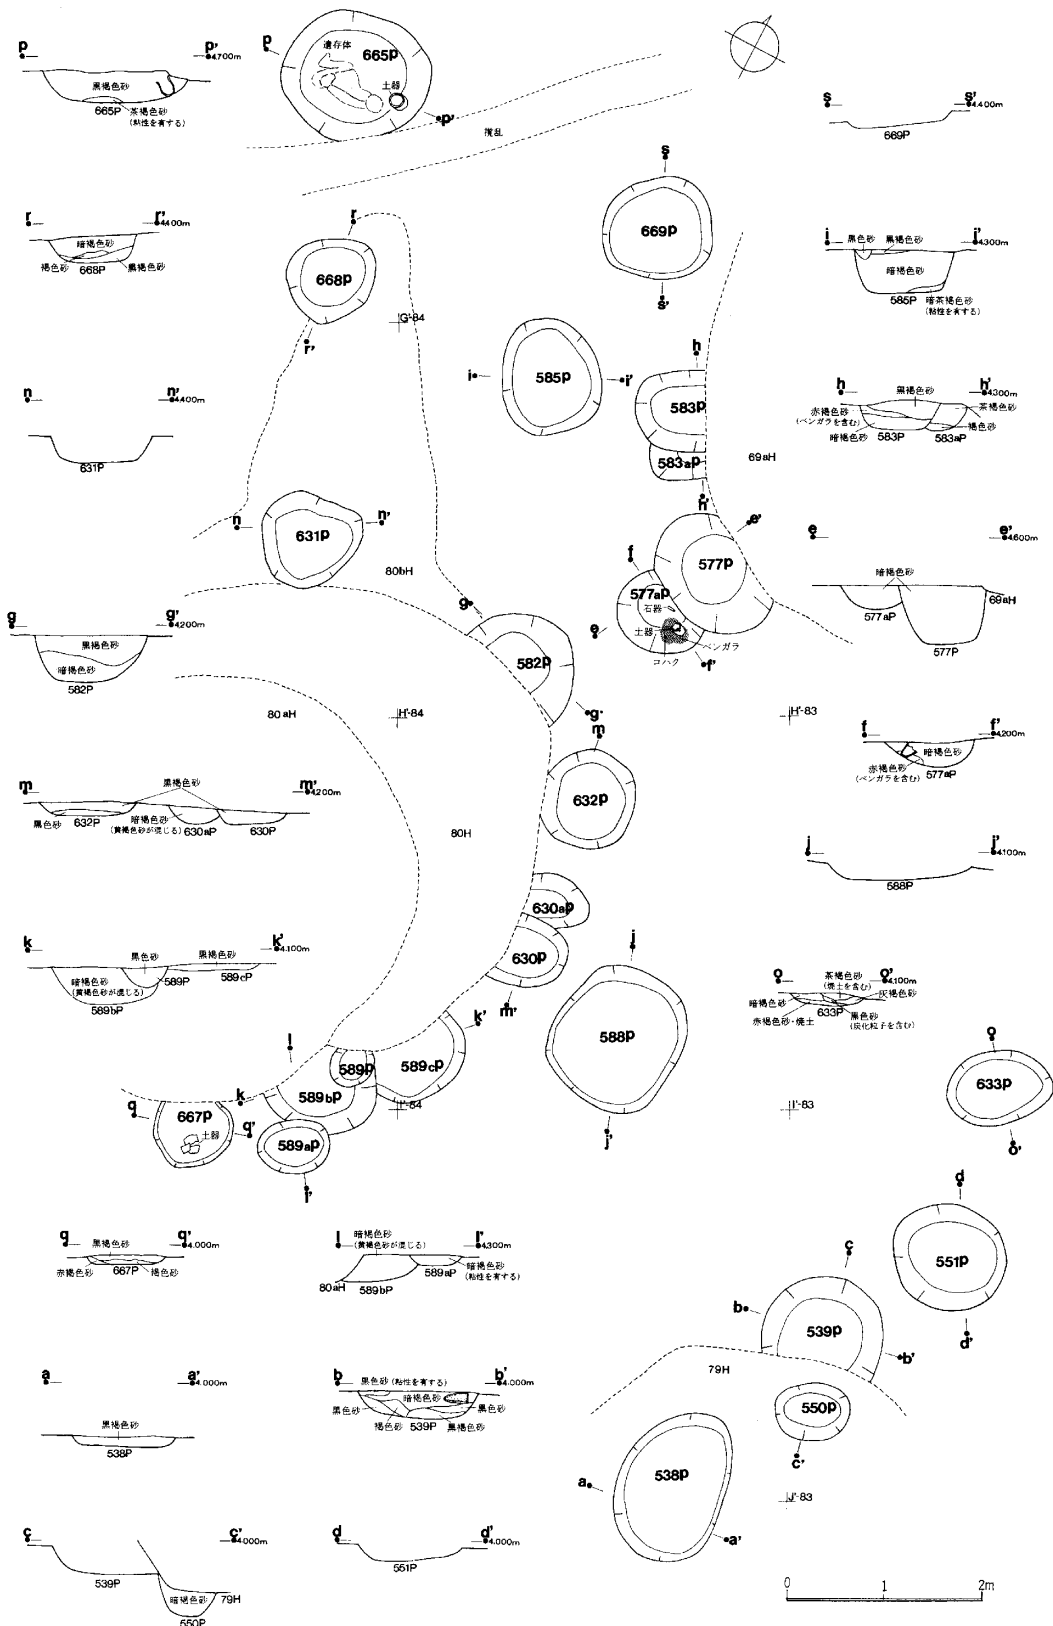 p p' 4.700m
黒褐色砂
665P 茶褐色砂
(粘性を有する)
p 遺存体 665p
土器
p'
攪乱
s s' 4.400m
669P
r r' 4.400m
暗褐色砂
褐色砂 668P 黒褐色砂
r
668p
r'
G'-84
s
669p
s'
i i' 4.300m
黒色砂 黒褐色砂
暗褐色砂
585P 暗茶褐色砂
(粘性を有する)
n n' 4.400m
631P
i 585p i'
h
583p
583ap
h'
69aH
h h' 4.300m
黒褐色砂
赤褐色砂 茶褐色砂
(ベンガラを含む)
暗褐色砂 583P 583aP 褐色砂
n 631p n'
80bH
e'
577p
f
577ap
石器
e 土器
ベンガラ
コハク f'
e e' 4.600m
暗褐色砂
69aH
577aP
577P
g g' 4.200m
黒褐色砂
暗褐色砂
582P
g
582p
g'
80aH
H'-84
H'-83
f f' 4.200m
暗褐色砂
赤褐色砂
(ベンガラを含む) 577aP
m m' 4.200m
黒褐色砂
黒色砂 632P 暗褐色砂
(黄褐色砂が混じる) 630aP 630P
m
632p
80H
630ap
630p
m'
j j' 4.100m
588P
k k' 4.100m
黒色砂 黒褐色砂
暗褐色砂
(黄褐色砂が混じる) 589P 589cP
589bP
j
588p
j'
o o' 4.100m
茶褐色砂
(焼土を含む)
暗褐色砂 灰褐色砂
633P
赤褐色砂・焼土 黒色砂
(炭化粒子を含む)
k'
l
589p 589cp
589bp
k
q 667p
土器 q'
589ap
l'
I'-84
I'-83
o
633p
o'
q q' 4.000m
黒褐色砂
赤褐色砂 667P 褐色砂
l l' 4.300m
暗褐色砂
(黄褐色砂が混じる)
589aP 暗褐色砂
(粘性を有する)
80aH 589bP
d
551p
d'
c
b 539p b'
79H
550p
c'
a a' 4.000m
黒褐色砂
538P
b b' 4.000m
黒色砂(粘性を有する)
暗褐色砂
黒色砂 黒色砂
褐色砂 539P 黒褐色砂
a 538p a'
J'-83
c c' 4.000m
539P
暗褐色砂 79H
550P
d d' 4.000m
551P
0 1 2m